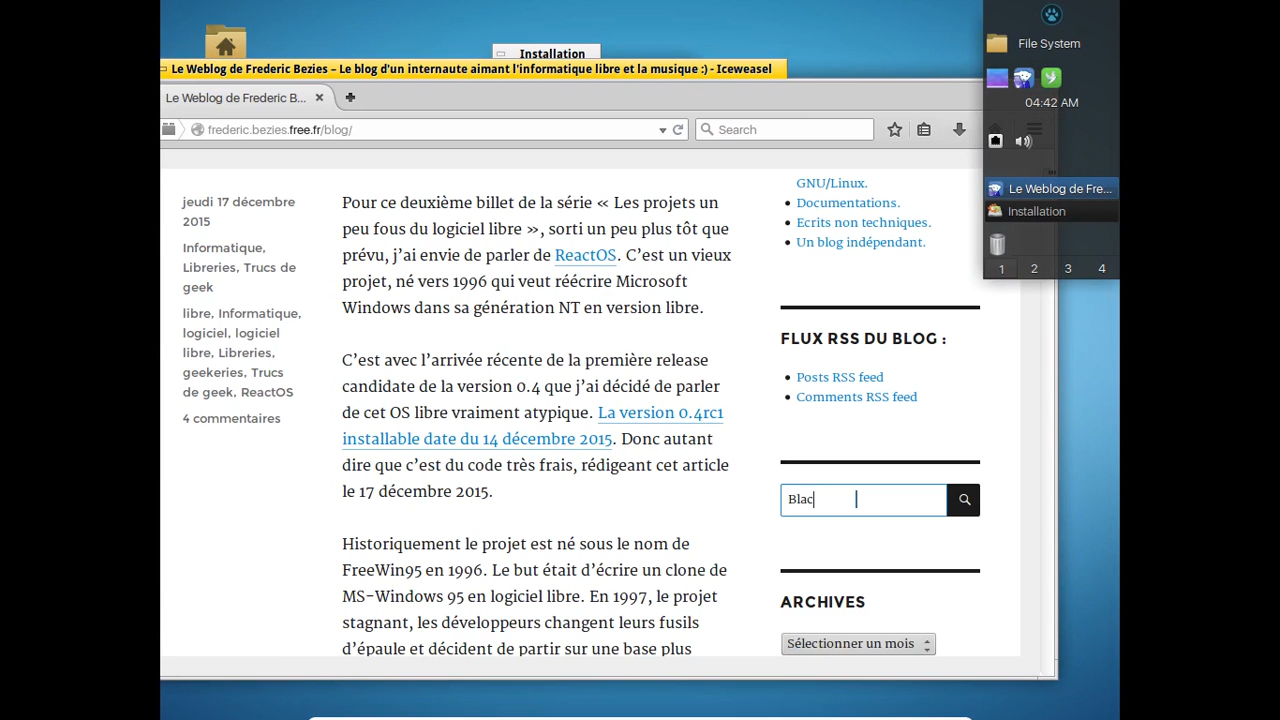 Installation
Le Weblog de Frederic Bezies – Le blog d'un internaute aimant l'informatique libre et la musique :) - Iceweasel
Le Weblog de Frederic B...
frederic.bezies.free.fr/blog/
Search
jeudi 17 décembre
2015
Informatique,
Libreries, Trucs de
geek
libre, Informatique,
logiciel, logiciel
libre, Libreries,
geekeries, Trucs
de geek, ReactOS
4 commentaires
Pour ce deuxième billet de la série « Les projets un
peu fous du logiciel libre », sorti un peu plus tôt que
prévu, j’ai envie de parler de ReactOS. C’est un vieux
projet, né vers 1996 qui veut réécrire Microsoft
Windows dans sa génération NT en version libre.
C’est avec l’arrivée récente de la première release
candidate de la version 0.4 que j’ai décidé de parler
de cet OS libre vraiment atypique. La version 0.4rc1
installable date du 14 décembre 2015. Donc autant
dire que c’est du code très frais, rédigeant cet article
le 17 décembre 2015.
Historiquement le projet est né sous le nom de
FreeWin95 en 1996. Le but était d’écrire un clone de
MS-Windows 95 en logiciel libre. En 1997, le projet
stagnant, les développeurs changent leurs fusils
d’épaule et décident de partir sur une base plus
GNU/Linux.
Documentations.
Ecrits non techniques.
Un blog indépendant.
FLUX RSS DU BLOG :
Posts RSS feed
Comments RSS feed
Blac
ARCHIVES
Sélectionner un mois
File System
04:42 AM
Le Weblog de Fre...
Installation
1 2 3 4